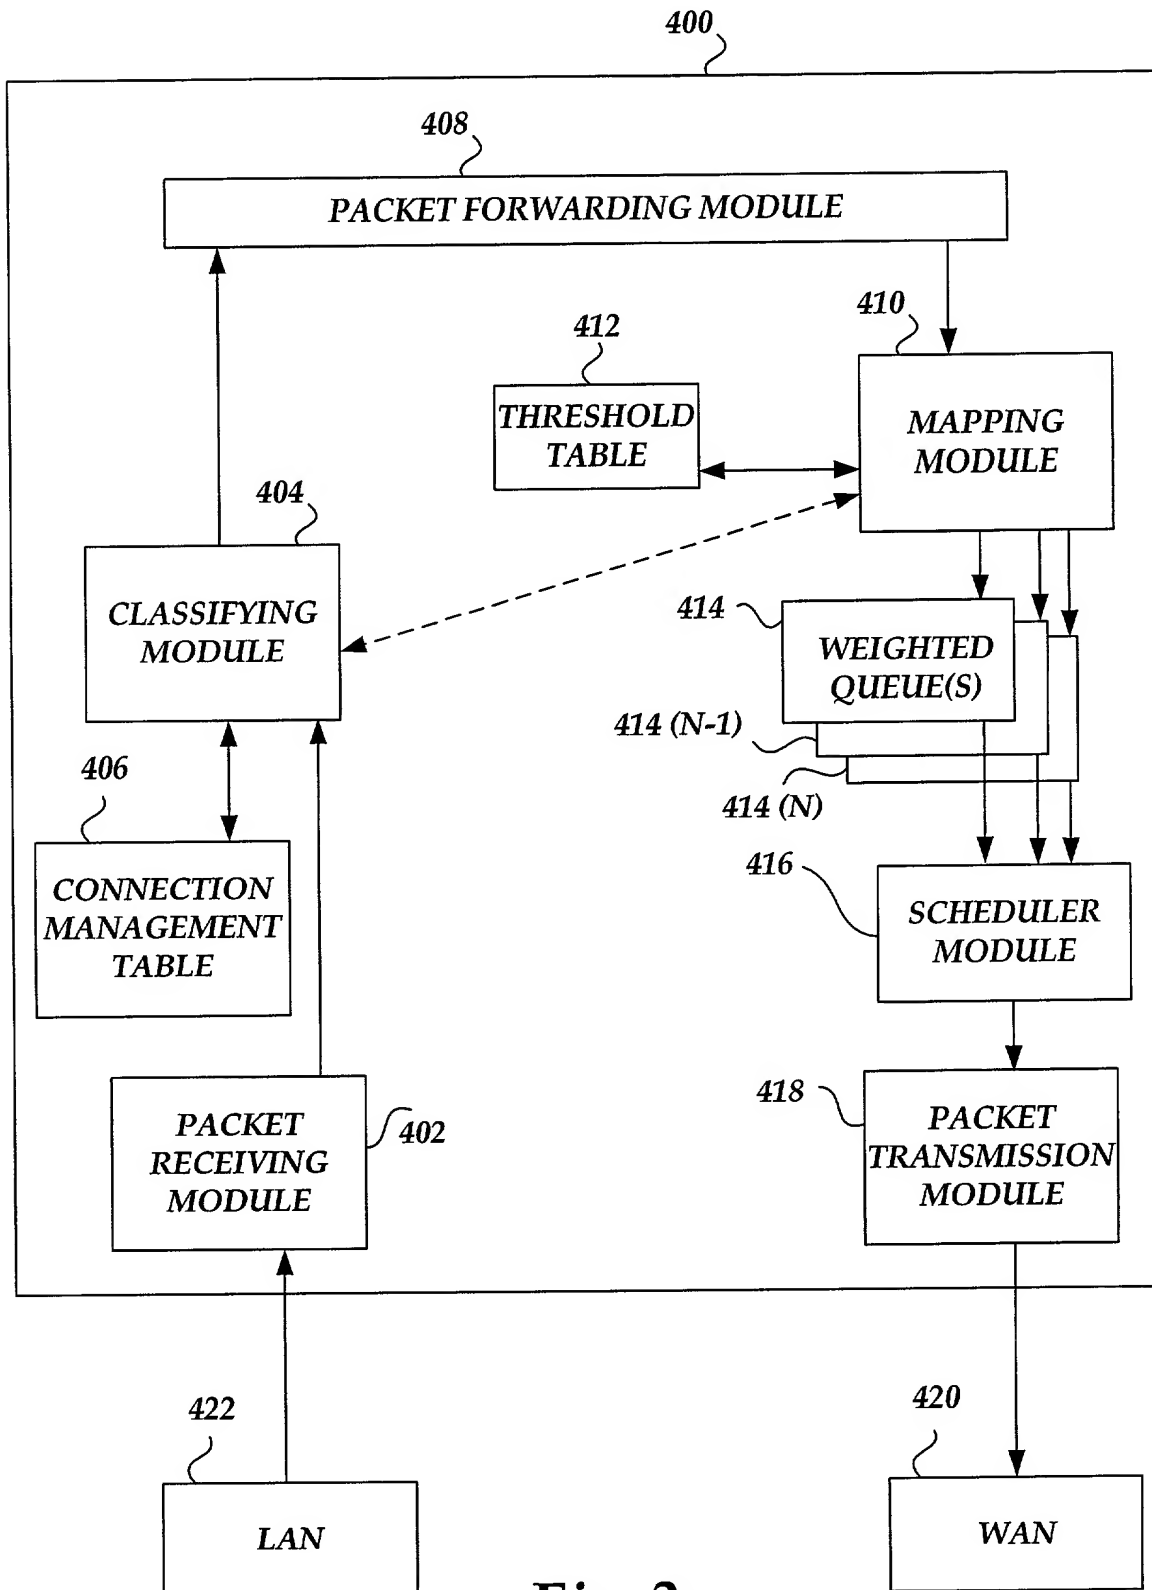 400
408
PACKET FORWARDING MODULE
410
412
THRESHOLD
TABLE
MAPPING
MODULE
404
CLASSIFYING
MODULE
414
WEIGHTED
QUEUE(S)
414 (N-1)
414 (N)
406
CONNECTION
MANAGEMENT
TABLE
416
SCHEDULER
MODULE
402
PACKET
RECEIVING
MODULE
418
PACKET
TRANSMISSION
MODULE
422
LAN
420
WAN